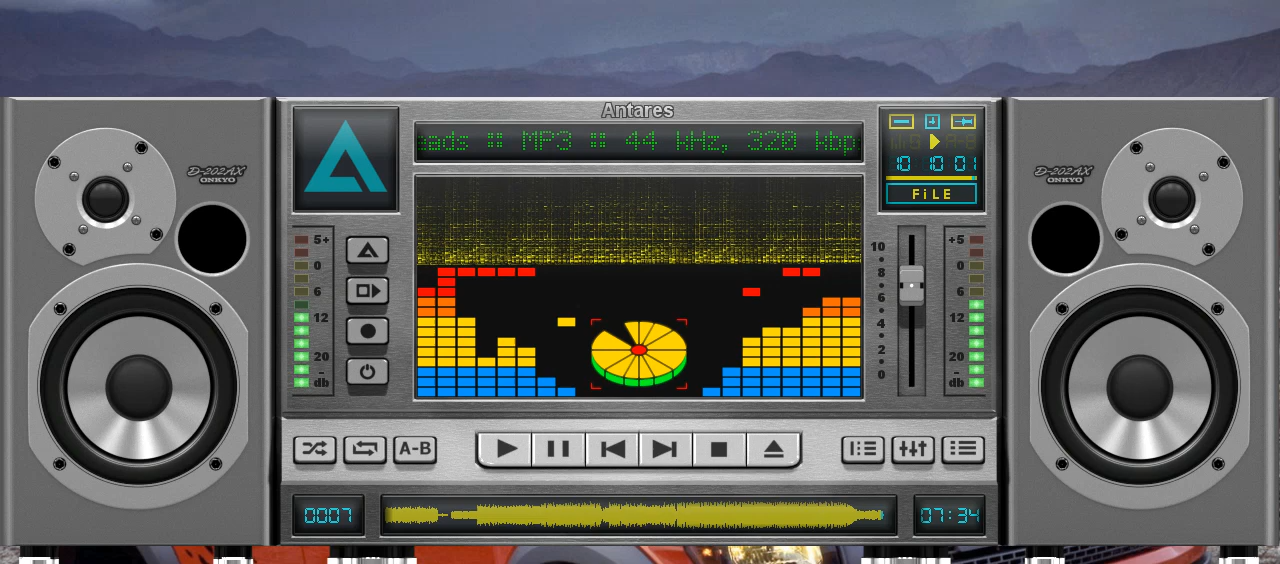 Antares
eads :: MP3 :: 44 kHz, 320 kbp
10 10 01
FiLE
D-202AX
ONKYO
D-202AX
ONKYO
5+
0
6
12
20
-
db
10
8
6
4
2
0
+5
0
6
12
20
-
db
A-B
0007
07:34